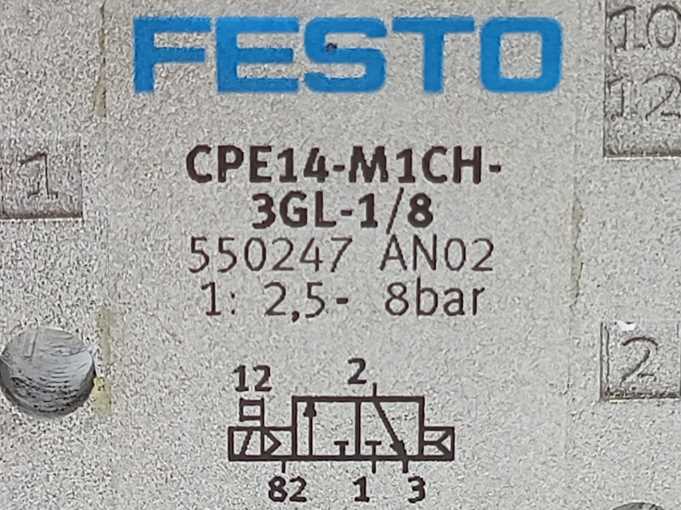 FESTO
10
12
CPE14-M1CH-
3GL-1/8
1
550247 AN02
1: 2,5- 8bar
2
12 2
82 1 3